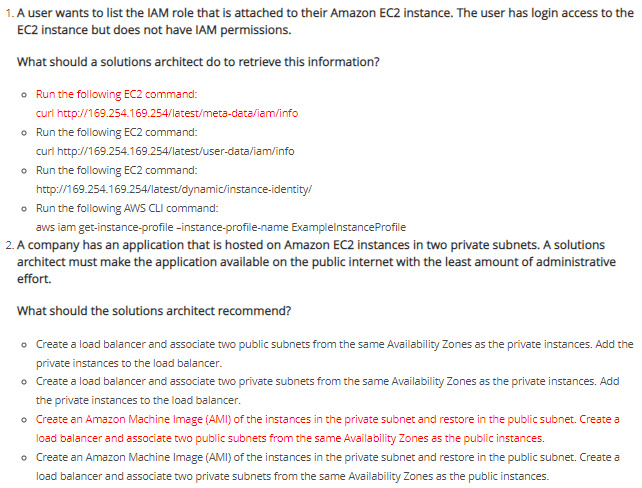 1. A user wants to list the IAM role that is attached to their Amazon EC2 instance. The user has login access to the
EC2 instance but does not have IAM permissions.
What should a solutions architect do to retrieve this information?
Run the following EC2 command:
curl http://169.254.169.254/latest/meta-data/iam/info
Run the following EC2 command:
curl http://169.254.169.254/latest/user-data/iam/info
Run the following EC2 command:
http://169.254.169.254/latest/dynamic/instance-identity/
Run the following AWS CLI command:
aws iam get-instance-profile –instance-profile-name ExampleInstanceProfile
2. A company has an application that is hosted on Amazon EC2 instances in two private subnets. A solutions
architect must make the application available on the public internet with the least amount of administrative
effort.
What should the solutions architect recommend?
Create a load balancer and associate two public subnets from the same Availability Zones as the private instances. Add the
private instances to the load balancer.
Create a load balancer and associate two private subnets from the same Availability Zones as the private instances. Add
the private instances to the load balancer.
Create an Amazon Machine Image (AMI) of the instances in the private subnet and restore in the public subnet. Create a
load balancer and associate two public subnets from the same Availability Zones as the public instances.
Create an Amazon Machine Image (AMI) of the instances in the private subnet and restore in the public subnet. Create a
load balancer and associate two private subnets from the same Availability Zones as the public instances.